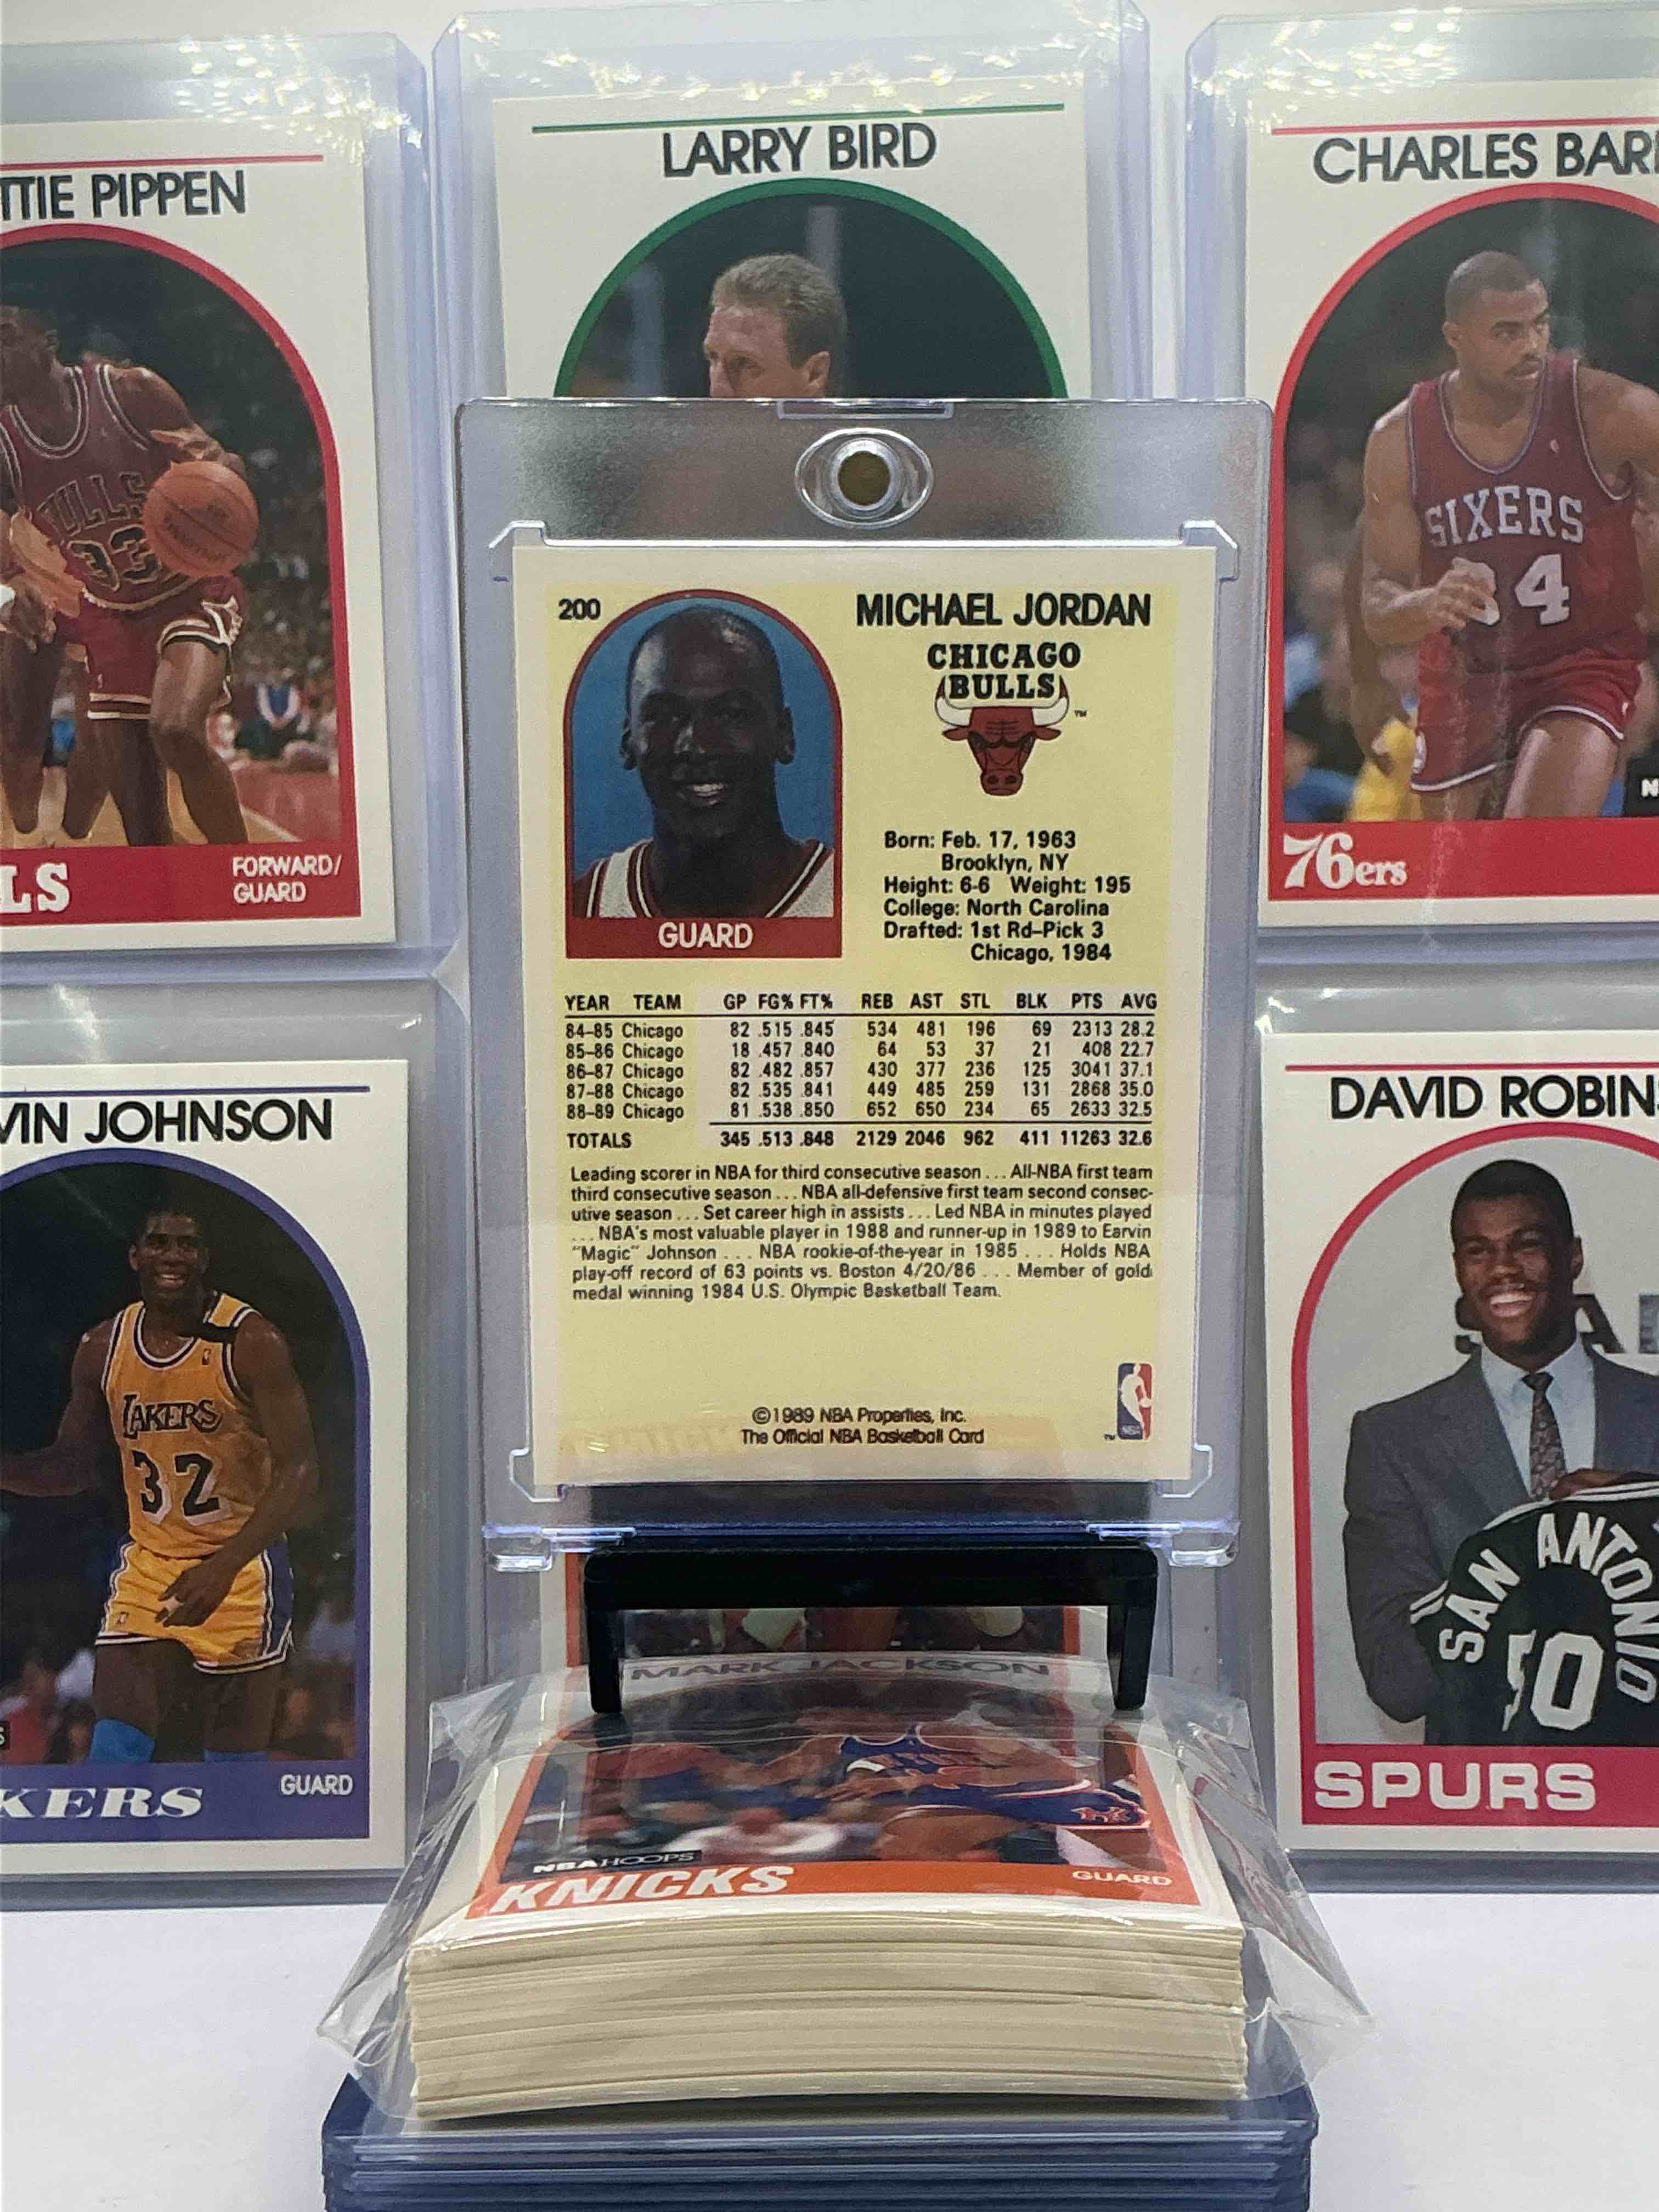 LARRY BIRD
CHARLES BAR
TTIE PIPPEN
BULLS
33
SIXERS
34
LS
FORWARD/
GUARD
76ers
N
200
MICHAEL JORDAN
CHICAGO
BULLS
TM
Born: Feb. 17, 1963
Brooklyn, NY
Height: 6-6 Weight: 195
College: North Carolina
Drafted: 1st Rd–Pick 3
Chicago, 1984
GUARD
YEAR TEAM GP FG% FT% REB AST STL BLK PTS AVG
84–85 Chicago 82 .515 .845 534 481 196 69 2313 28.2
85–86 Chicago 18 .457 .840 64 53 37 21 408 22.7
86–87 Chicago 82 .482 .857 430 377 236 125 3041 37.1
87–88 Chicago 82 .535 .841 449 485 259 131 2868 35.0
88–89 Chicago 81 .538 .850 652 650 234 65 2633 32.5
TOTALS 345 .513 .848 2129 2046 962 411 11263 32.6
Leading scorer in NBA for third consecutive season . . . All-NBA first team
third consecutive season . . . NBA all-defensive first team second consec-
utive season . . . Set career high in assists . . . Led NBA in minutes played
. . . NBA's most valuable player in 1988 and runner-up in 1989 to Earvin
"Magic" Johnson . . . NBA rookie-of-the-year in 1985 . . . Holds NBA
play-off record of 63 points vs. Boston 4/20/86 . . . Member of gold
medal winning 1984 U.S. Olympic Basketball Team.
©1989 NBA Properties, Inc.
The Official NBA Basketball Card
TM
NBA
VIN JOHNSON
LAKERS
32
S
KERS
GUARD
DAVID ROBINS
SAN ANTONIO
50
SPURS
MARK JACKSON
NBA HOOPS
KNICKS
GUARD